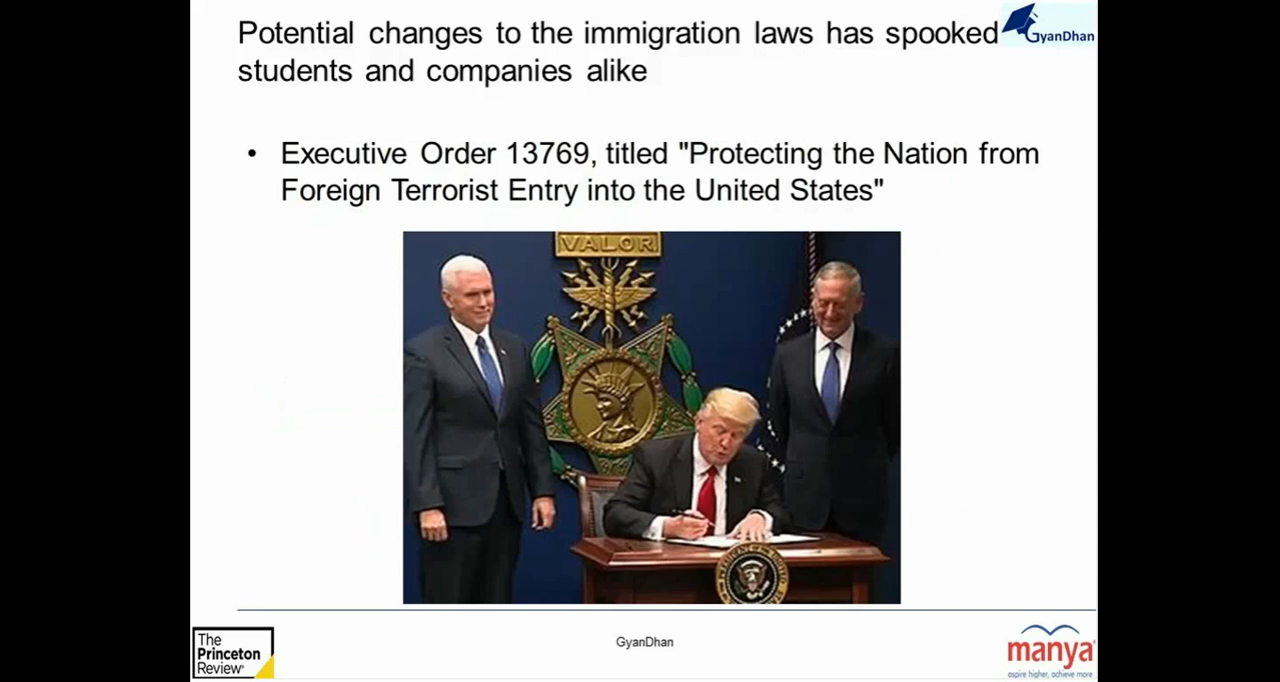 Potential changes to the immigration laws has spooked
students and companies alike
GyanDhan
• Executive Order 13769, titled "Protecting the Nation from
Foreign Terrorist Entry into the United States"
VALOR
The
Princeton
Review
GyanDhan
manya
aspire higher, achieve more